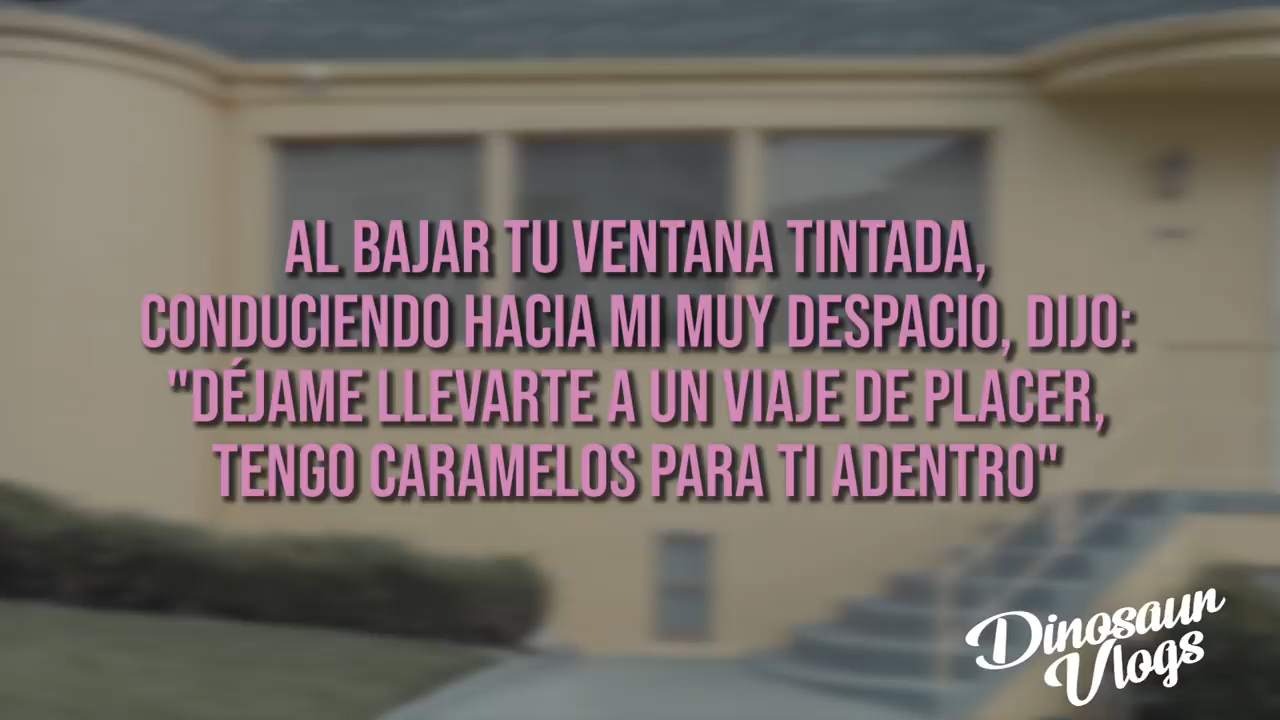 AL BAJAR TU VENTANA TINTADA,
CONDUCIENDO HACIA MI MUY DESPACIO, DIJO:
"DÉJAME LLEVARTE A UN VIAJE DE PLACER,
TENGO CARAMELOS PARA TI ADENTRO"
Dinosaur
Vlogs